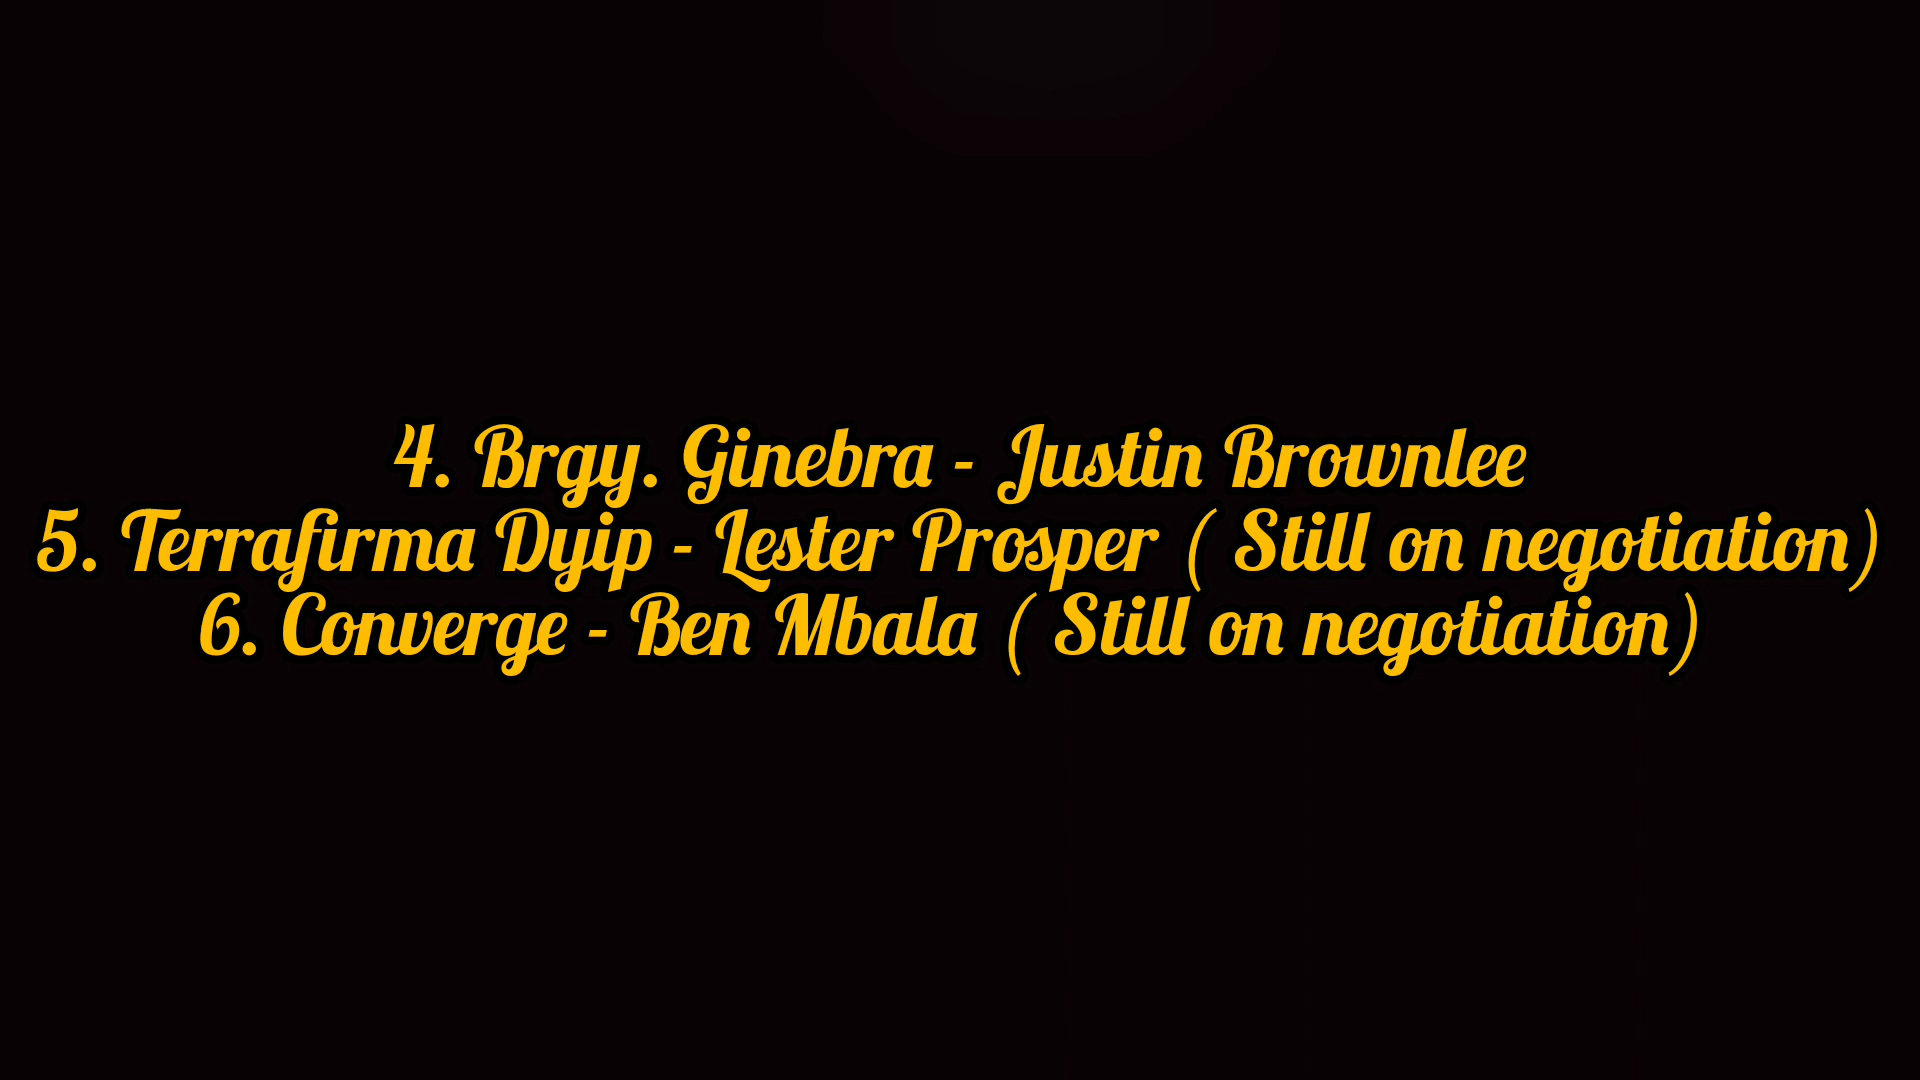 4. Brgy. Ginebra - Justin Brownlee
5. Terrafirma Dyip - Lester Prosper ( Still on negotiation)
6. Converge - Ben Mbala ( Still on negotiation)